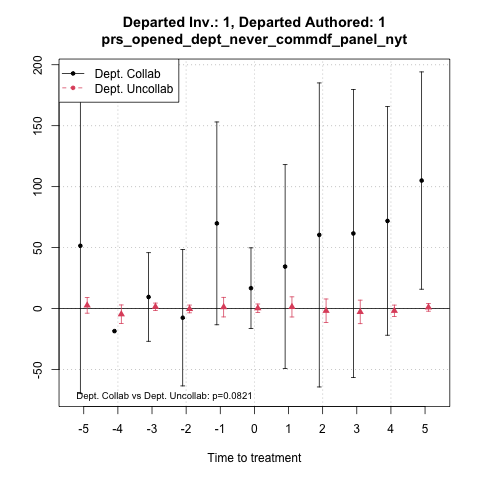 Departed Inv.: 1, Departed Authored: 1
prs_opened_dept_never_commdf_panel_nyt
Dept. Collab
Dept. Uncollab
200
150
100
50
0
-50
Dept. Collab vs Dept. Uncollab: p=0.0821
-5 -4 -3 -2 -1 0 1 2 3 4 5
Time to treatment